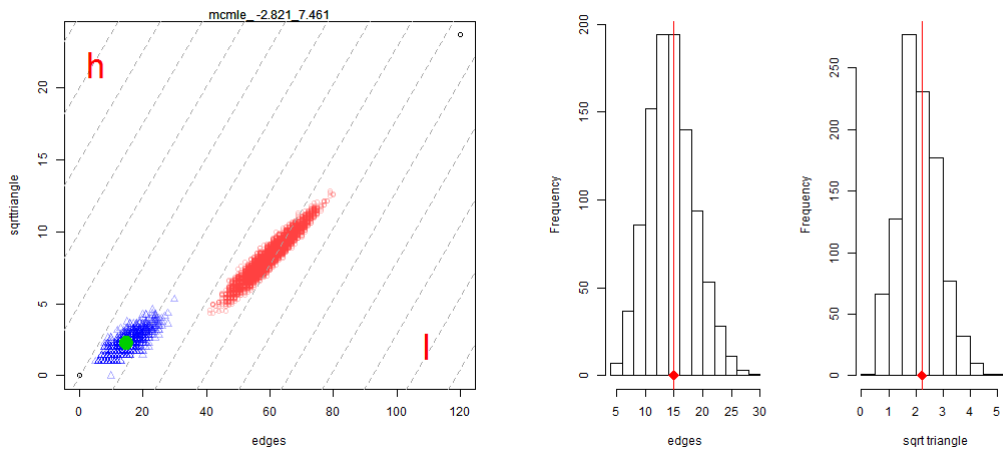 mcmle_ -2.821_7.461
h
l
sqrttriangle
0 5 10 15 20
0 20 40 60 80 100 120
edges
Frequency
0 50 100 150 200
5 10 15 20 25 30
edges
Frequency
0 50 100 150 200 250
0 1 2 3 4 5
sqrt triangle